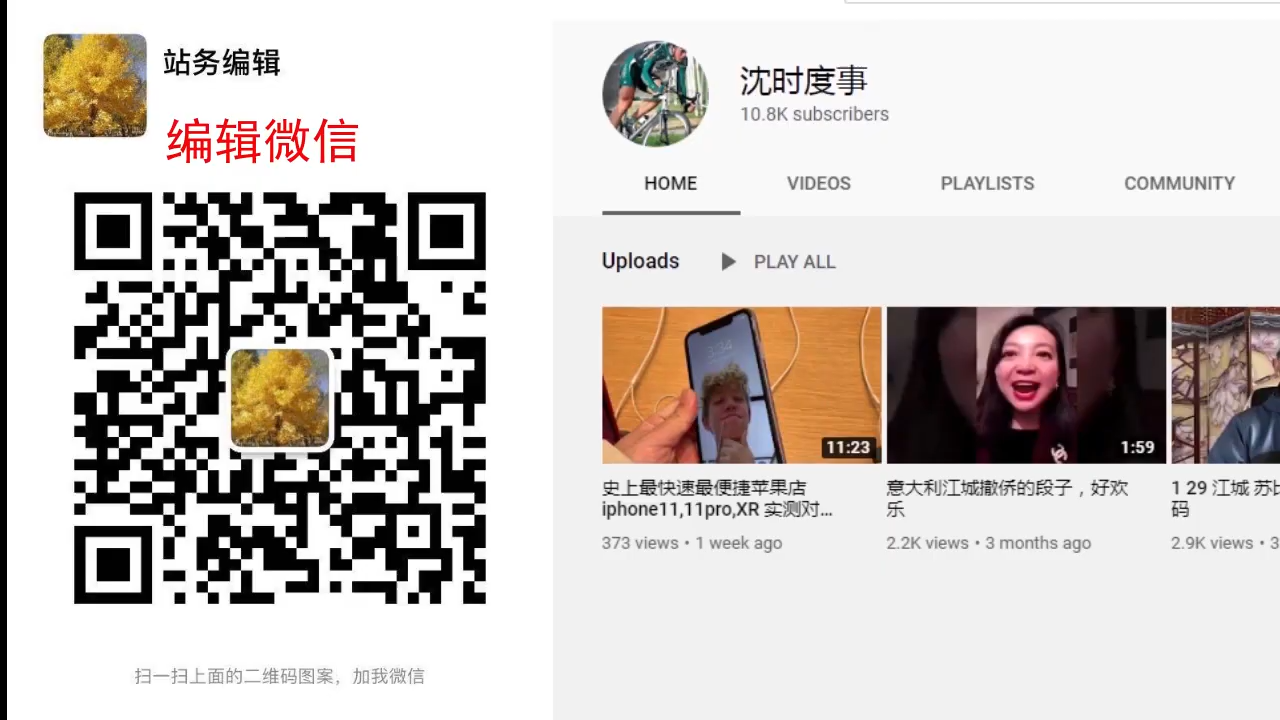 站务编辑
编辑微信
扫一扫上面的二维码图案，加我微信
沈时度事
10.8K subscribers
HOME VIDEOS PLAYLISTS COMMUNITY
Uploads PLAY ALL
11:23
1:59
史上最快速最便捷苹果店
iphone11,11pro,XR 实测对...
373 views • 1 week ago
意大利江城撤侨的段子，好欢
乐
2.2K views • 3 months ago
1 29 江城 苏
码
2.9K views • 3